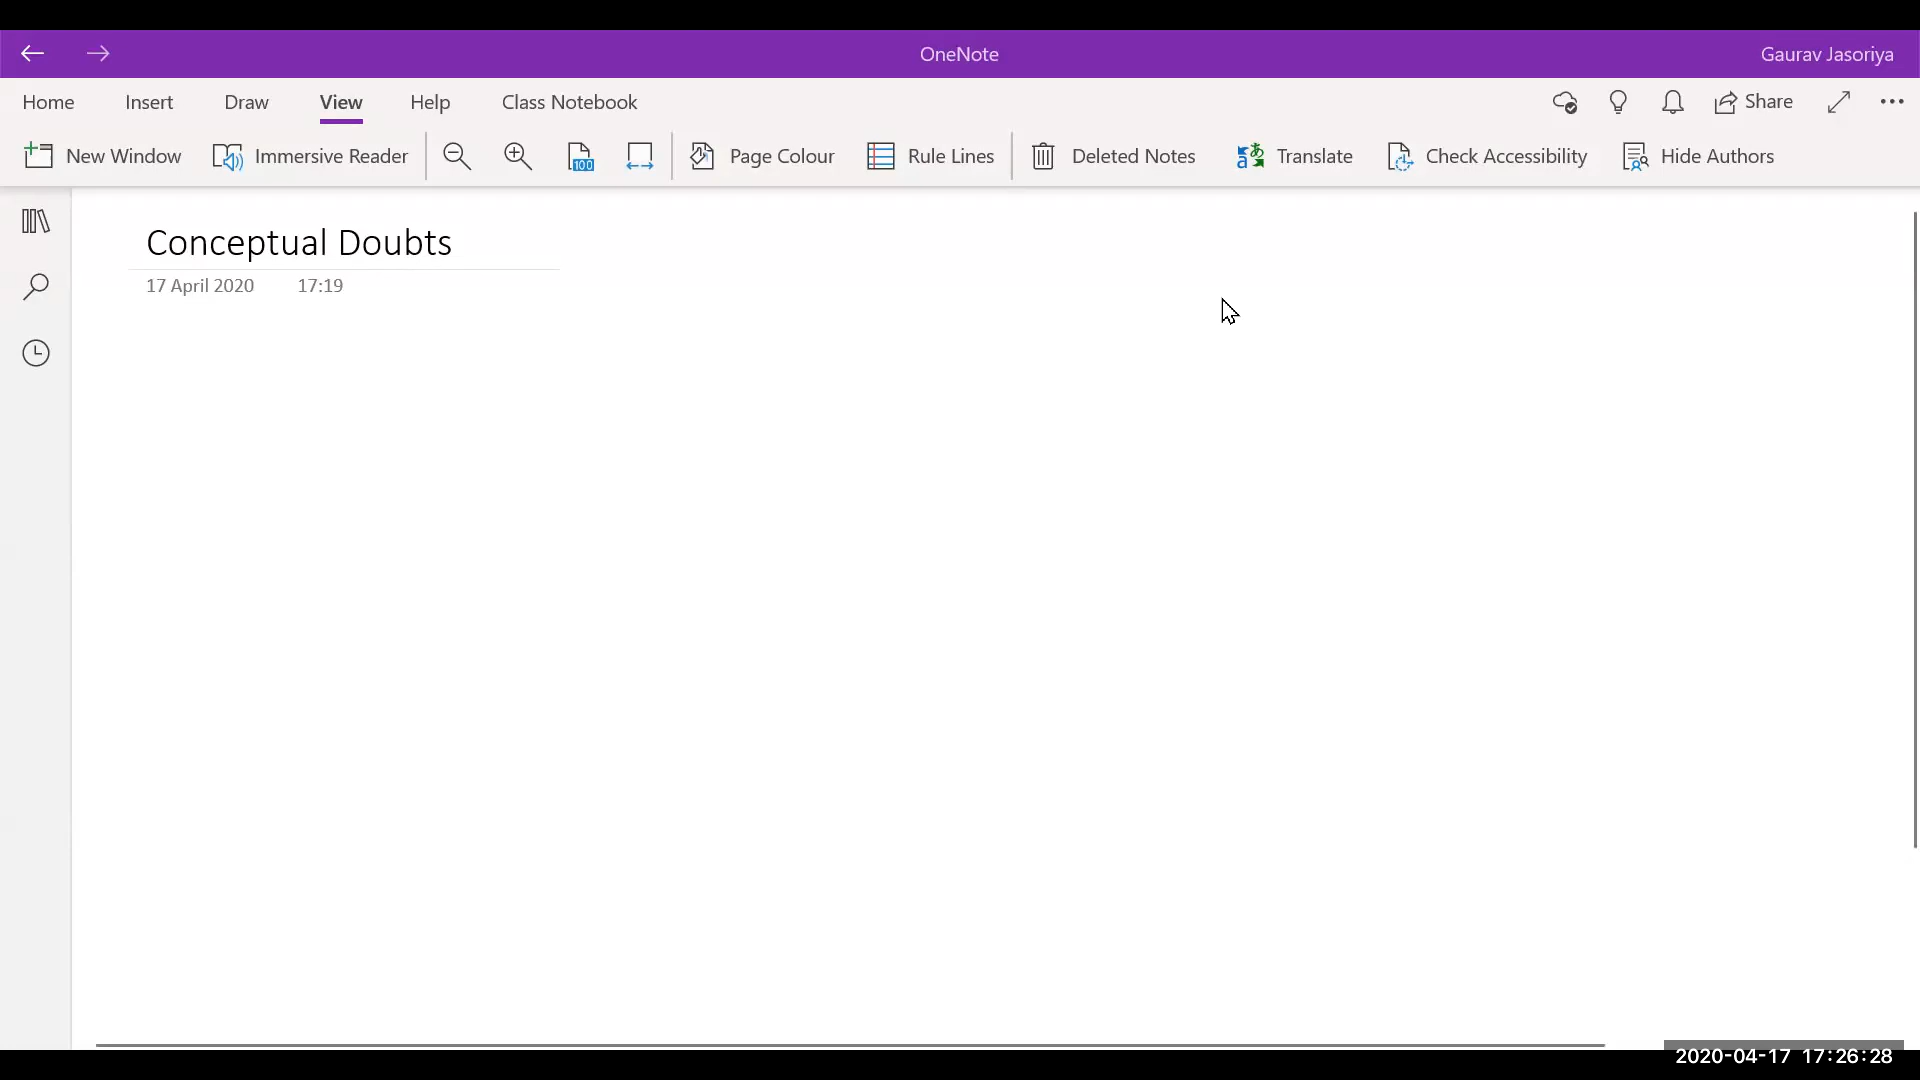 OneNote
Gaurav Jasoriya
Home Insert Draw View Help Class Notebook Share
New Window Immersive Reader 100 Page Colour Rule Lines Deleted Notes Translate Check Accessibility Hide Authors
Conceptual Doubts
17 April 2020 17:19
2020-04-17 17:26:28